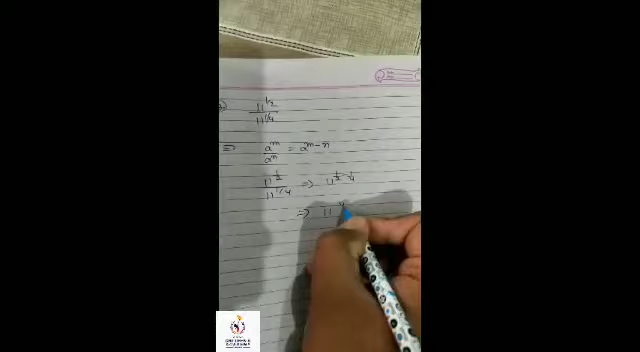 11^1/2 / 11^1/4
⇒ a^m / a^n = a^m-n
11^1/2 / 11^1/4 ⇒ 11^1/2-1/4
⇒ 11